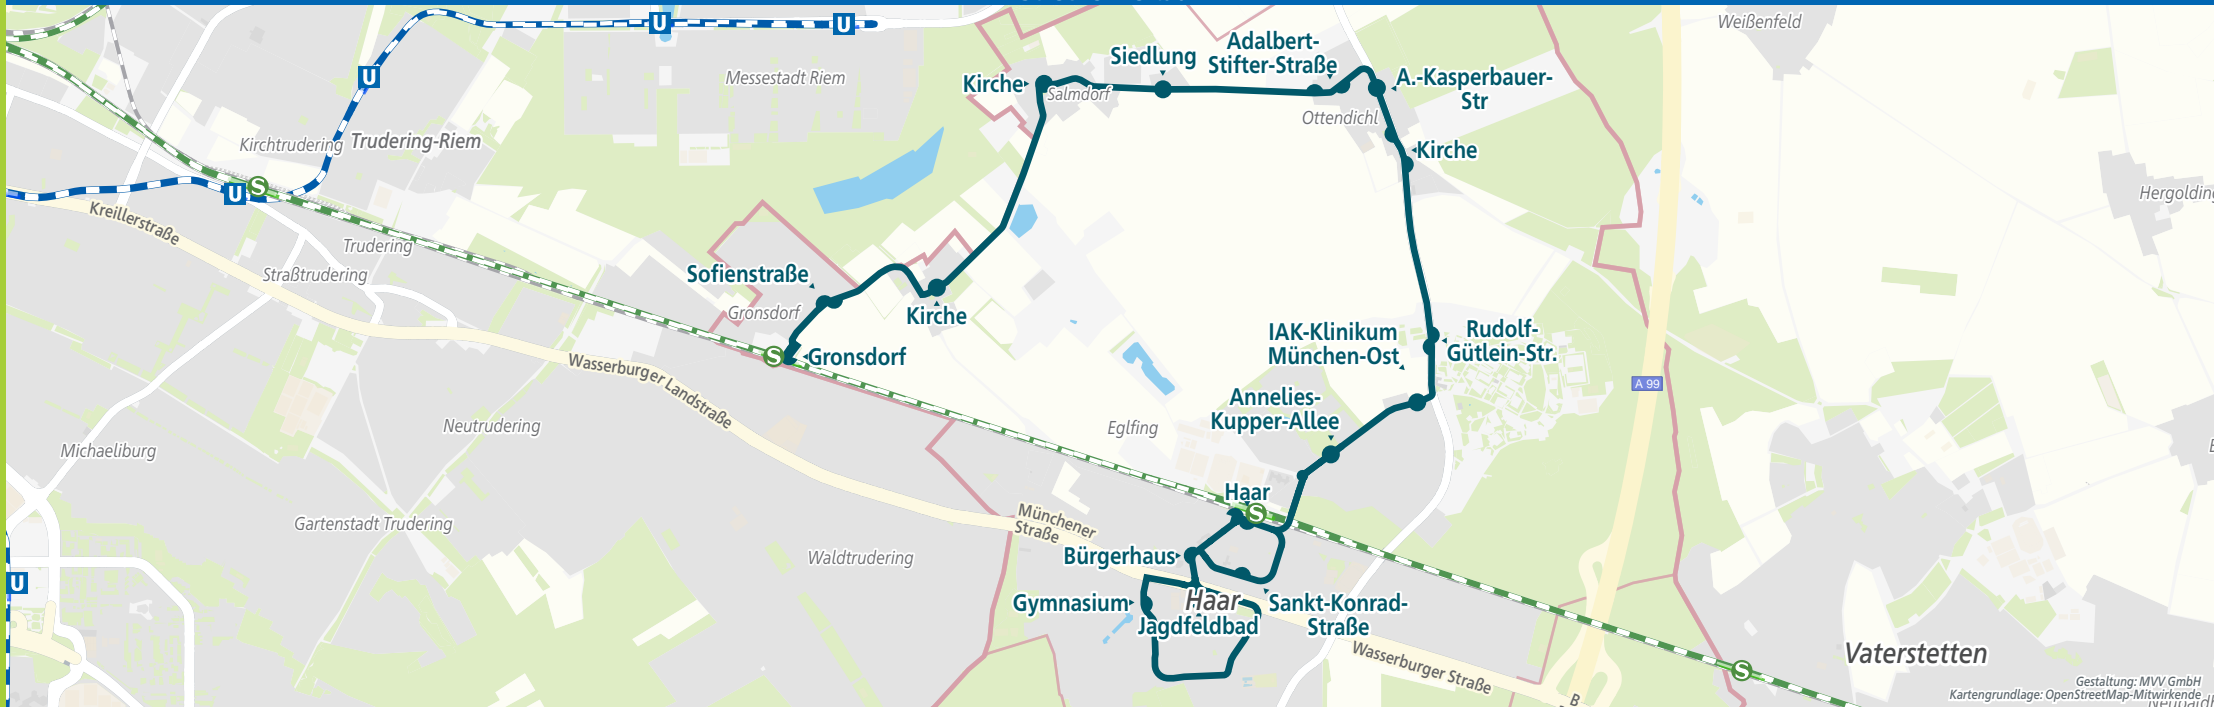 Weißenfeld
U
U
Adalbert-
Stifter-Straße
Siedlung
Kirche
Salmdorf
A.-Kasperbauer-
Str
Messestadt Riem
U
Ottendichl
Kirchtrudering
Trudering-Riem
Kirche
S
U
Hergolding
Kreillerstraße
Trudering
Straßtrudering
Sofienstraße
Gronsdorf
Kirche
S
Gronsdorf
IAK-Klinikum
München-Ost
Rudolf-
Gütlein-Str.
Wasserburger Landstraße
A 99
Annelies-
Kupper-Allee
Neutrudering
Eglfing
Michaeliburg
Haar
S
Gartenstadt Trudering
Münchener
Straße
Waldtrudering
Bürgerhaus
U
Gymnasium
Haar
Jagdfeldbad
Sankt-Konrad-
Straße
Wasserburger Straße
Vaterstetten
S
B
Gestaltung: MVV GmbH
Kartengrundlage: OpenStreetMap-Mitwirkende